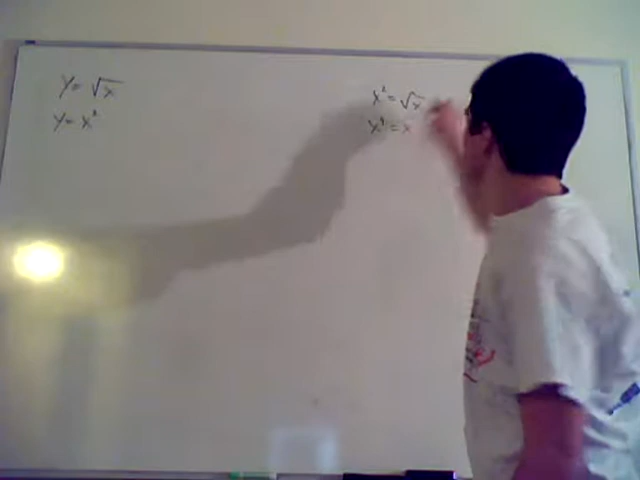 y = √x
y = x²
x² = √x
x⁴ = x